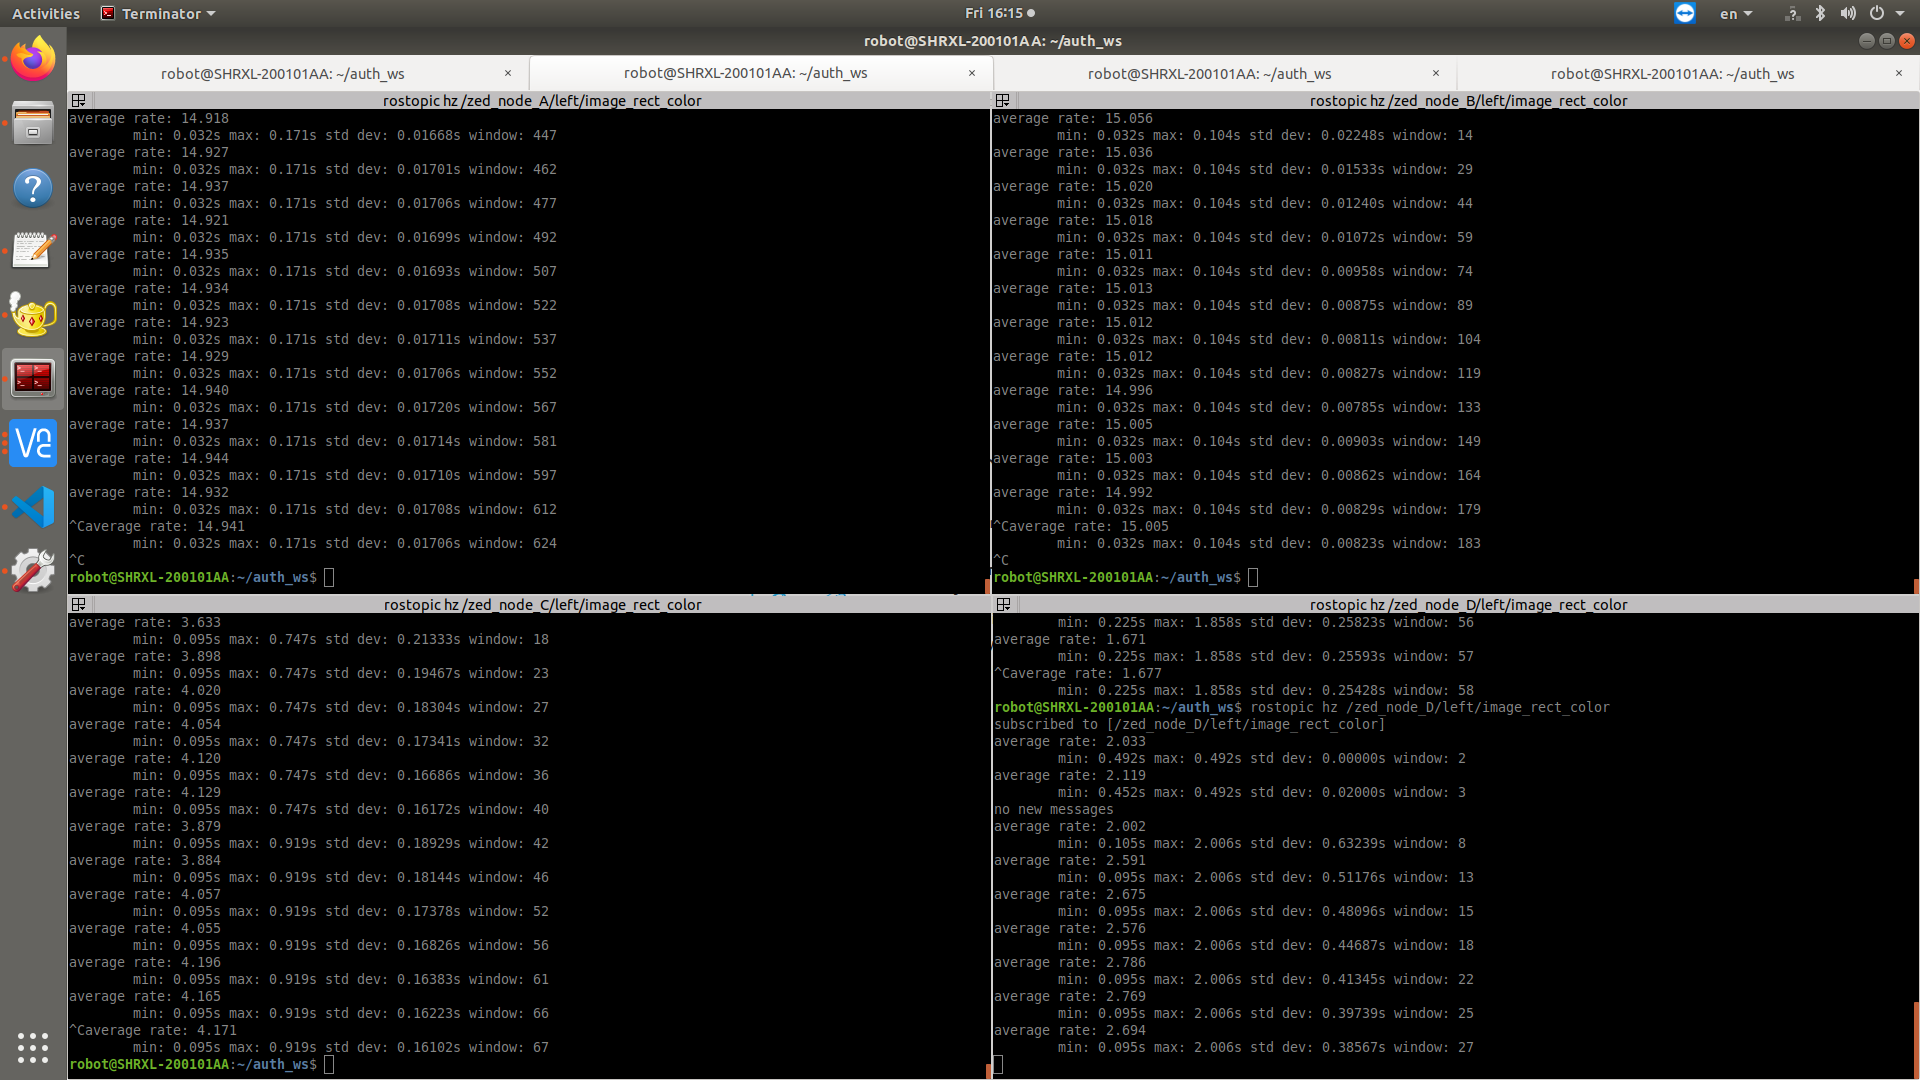 Activities
Terminator
Fri 16:15
en
robot@SHRXL-200101AA: ~/auth_ws
robot@SHRXL-200101AA: ~/auth_ws ×
robot@SHRXL-200101AA: ~/auth_ws ×
robot@SHRXL-200101AA: ~/auth_ws ×
robot@SHRXL-200101AA: ~/auth_ws ×
rostopic hz /zed_node_A/left/image_rect_color
average rate: 14.918
min: 0.032s max: 0.171s std dev: 0.01668s window: 447
average rate: 14.927
min: 0.032s max: 0.171s std dev: 0.01701s window: 462
average rate: 14.937
min: 0.032s max: 0.171s std dev: 0.01706s window: 477
average rate: 14.921
min: 0.032s max: 0.171s std dev: 0.01699s window: 492
average rate: 14.935
min: 0.032s max: 0.171s std dev: 0.01693s window: 507
average rate: 14.934
min: 0.032s max: 0.171s std dev: 0.01708s window: 522
average rate: 14.923
min: 0.032s max: 0.171s std dev: 0.01711s window: 537
average rate: 14.929
min: 0.032s max: 0.171s std dev: 0.01706s window: 552
average rate: 14.940
min: 0.032s max: 0.171s std dev: 0.01720s window: 567
average rate: 14.937
min: 0.032s max: 0.171s std dev: 0.01714s window: 581
average rate: 14.944
min: 0.032s max: 0.171s std dev: 0.01710s window: 597
average rate: 14.932
min: 0.032s max: 0.171s std dev: 0.01708s window: 612
^Caverage rate: 14.941
min: 0.032s max: 0.171s std dev: 0.01706s window: 624
^C
robot@SHRXL-200101AA:~/auth_ws$
rostopic hz /zed_node_B/left/image_rect_color
average rate: 15.056
min: 0.032s max: 0.104s std dev: 0.02248s window: 14
average rate: 15.036
min: 0.032s max: 0.104s std dev: 0.01533s window: 29
average rate: 15.020
min: 0.032s max: 0.104s std dev: 0.01240s window: 44
average rate: 15.018
min: 0.032s max: 0.104s std dev: 0.01072s window: 59
average rate: 15.011
min: 0.032s max: 0.104s std dev: 0.00958s window: 74
average rate: 15.013
min: 0.032s max: 0.104s std dev: 0.00875s window: 89
average rate: 15.012
min: 0.032s max: 0.104s std dev: 0.00811s window: 104
average rate: 15.012
min: 0.032s max: 0.104s std dev: 0.00827s window: 119
average rate: 14.996
min: 0.032s max: 0.104s std dev: 0.00785s window: 133
average rate: 15.005
min: 0.032s max: 0.104s std dev: 0.00903s window: 149
average rate: 15.003
min: 0.032s max: 0.104s std dev: 0.00862s window: 164
average rate: 14.992
min: 0.032s max: 0.104s std dev: 0.00829s window: 179
^Caverage rate: 15.005
min: 0.032s max: 0.104s std dev: 0.00823s window: 183
^C
robot@SHRXL-200101AA:~/auth_ws$
rostopic hz /zed_node_C/left/image_rect_color
average rate: 3.633
min: 0.095s max: 0.747s std dev: 0.21333s window: 18
average rate: 3.898
min: 0.095s max: 0.747s std dev: 0.19467s window: 23
average rate: 4.020
min: 0.095s max: 0.747s std dev: 0.18304s window: 27
average rate: 4.054
min: 0.095s max: 0.747s std dev: 0.17341s window: 32
average rate: 4.120
min: 0.095s max: 0.747s std dev: 0.16686s window: 36
average rate: 4.129
min: 0.095s max: 0.747s std dev: 0.16172s window: 40
average rate: 3.879
min: 0.095s max: 0.919s std dev: 0.18929s window: 42
average rate: 3.884
min: 0.095s max: 0.919s std dev: 0.18144s window: 46
average rate: 4.057
min: 0.095s max: 0.919s std dev: 0.17378s window: 52
average rate: 4.055
min: 0.095s max: 0.919s std dev: 0.16826s window: 56
average rate: 4.196
min: 0.095s max: 0.919s std dev: 0.16383s window: 61
average rate: 4.165
min: 0.095s max: 0.919s std dev: 0.16223s window: 66
^Caverage rate: 4.171
min: 0.095s max: 0.919s std dev: 0.16102s window: 67
robot@SHRXL-200101AA:~/auth_ws$
rostopic hz /zed_node_D/left/image_rect_color
min: 0.225s max: 1.858s std dev: 0.25823s window: 56
average rate: 1.671
min: 0.225s max: 1.858s std dev: 0.25593s window: 57
^Caverage rate: 1.677
min: 0.225s max: 1.858s std dev: 0.25428s window: 58
robot@SHRXL-200101AA:~/auth_ws$ rostopic hz /zed_node_D/left/image_rect_color
subscribed to [/zed_node_D/left/image_rect_color]
average rate: 2.033
min: 0.492s max: 0.492s std dev: 0.00000s window: 2
average rate: 2.119
min: 0.452s max: 0.492s std dev: 0.02000s window: 3
no new messages
average rate: 2.002
min: 0.105s max: 2.006s std dev: 0.63239s window: 8
average rate: 2.591
min: 0.095s max: 2.006s std dev: 0.51176s window: 13
average rate: 2.675
min: 0.095s max: 2.006s std dev: 0.48096s window: 15
average rate: 2.576
min: 0.095s max: 2.006s std dev: 0.44687s window: 18
average rate: 2.786
min: 0.095s max: 2.006s std dev: 0.41345s window: 22
average rate: 2.769
min: 0.095s max: 2.006s std dev: 0.39739s window: 25
average rate: 2.694
min: 0.095s max: 2.006s std dev: 0.38567s window: 27